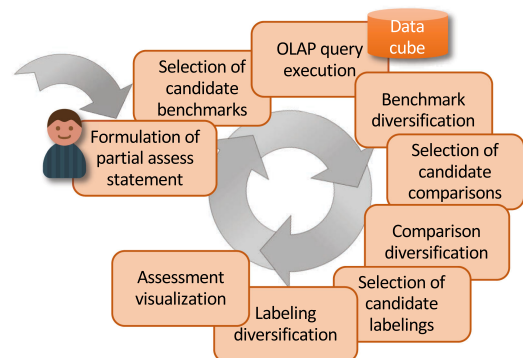 Data
cube
OLAP query
execution
Selection of
candidate
benchmarks
Benchmark
diversification
Formulation of
partial assess
statement
Selection of
candidate
comparisons
Comparison
diversification
Assessment
visualization
Selection of
candidate
labelings
Labeling
diversification